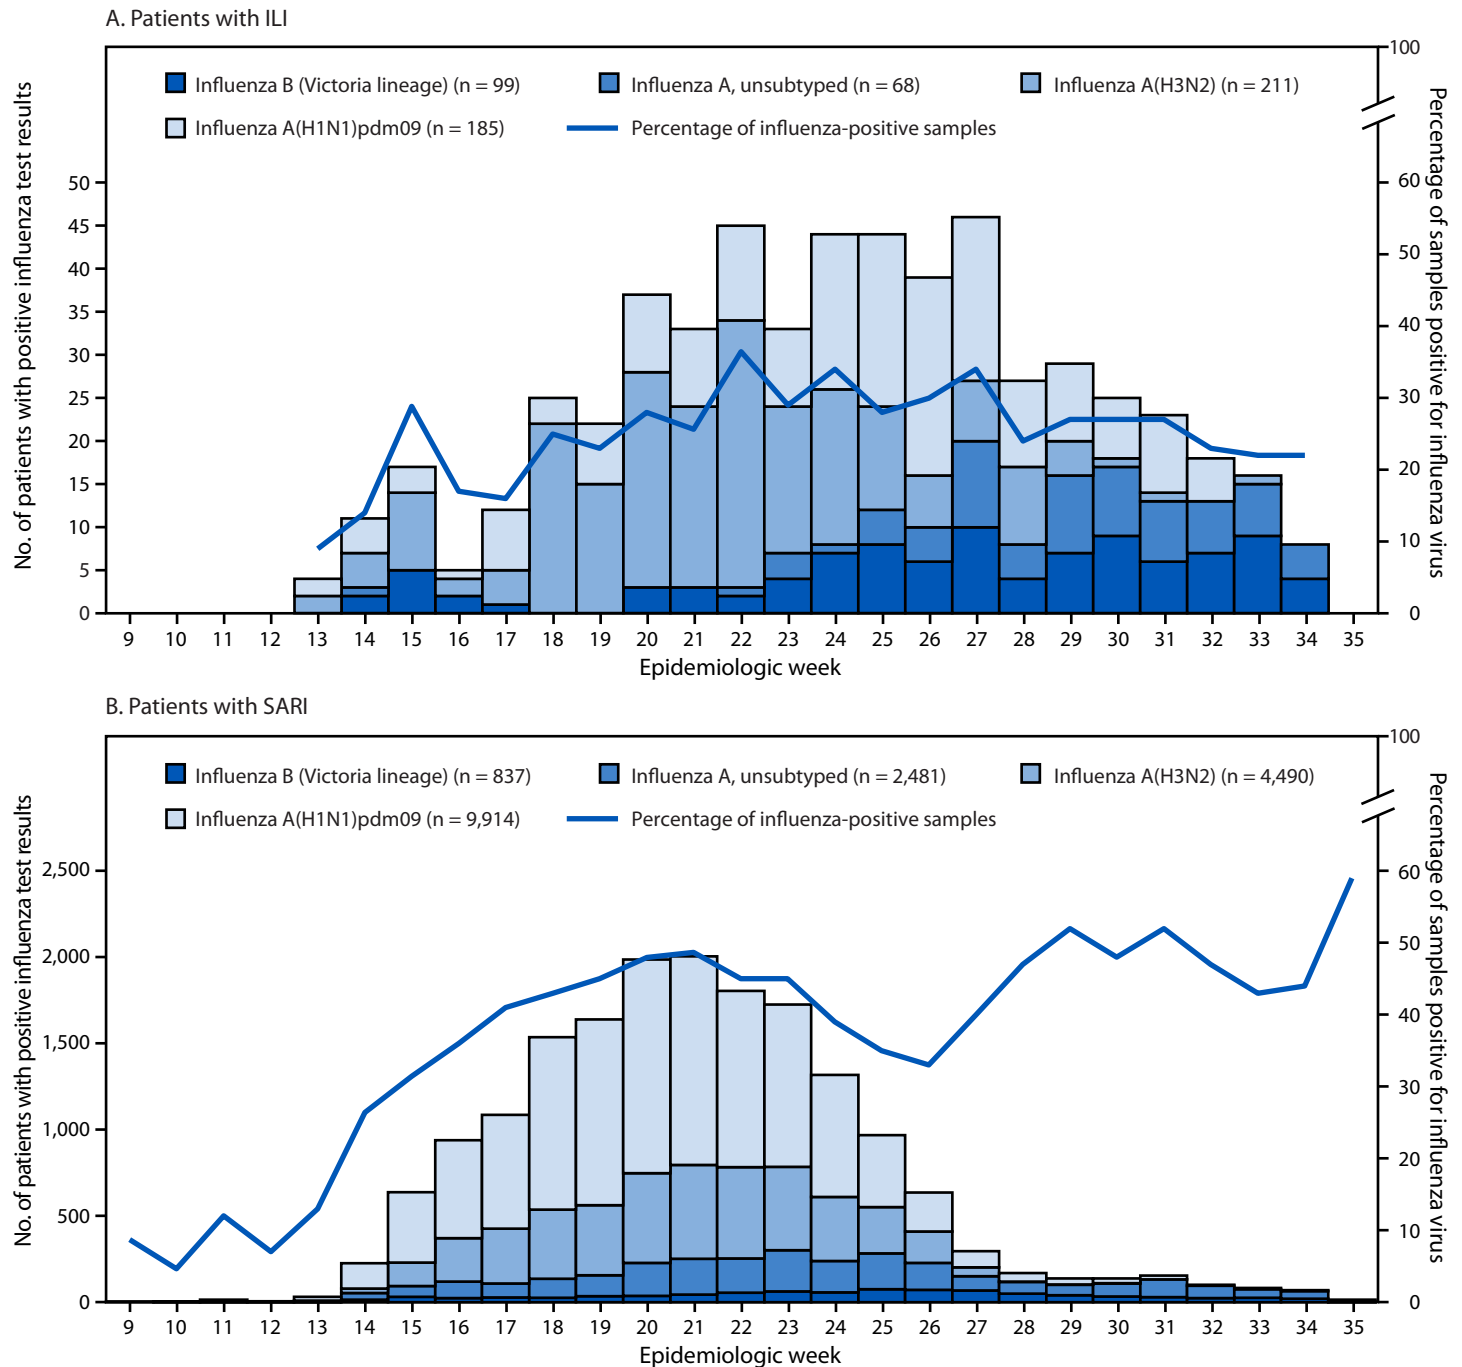 A. Patients with ILI
No. of patients with positive influenza test results
Percentage of samples positive for influenza virus
Influenza B (Victoria lineage) (n = 99)
Influenza A, unsubtyped (n = 68)
Influenza A(H3N2) (n = 211)
Influenza A(H1N1)pdm09 (n = 185)
Percentage of influenza-positive samples
50
45
40
35
30
25
20
15
10
5
0
100
60
50
40
30
20
10
0
9 10 11 12 13 14 15 16 17 18 19 20 21 22 23 24 25 26 27 28 29 30 31 32 33 34 35
Epidemiologic week
B. Patients with SARI
No. of patients with positive influenza test results
Percentage of samples positive for influenza virus
Influenza B (Victoria lineage) (n = 837)
Influenza A, unsubtyped (n = 2,481)
Influenza A(H3N2) (n = 4,490)
Influenza A(H1N1)pdm09 (n = 9,914)
Percentage of influenza-positive samples
2,500
2,000
1,500
1,000
500
0
100
60
50
40
30
20
10
0
9 10 11 12 13 14 15 16 17 18 19 20 21 22 23 24 25 26 27 28 29 30 31 32 33 34 35
Epidemiologic week